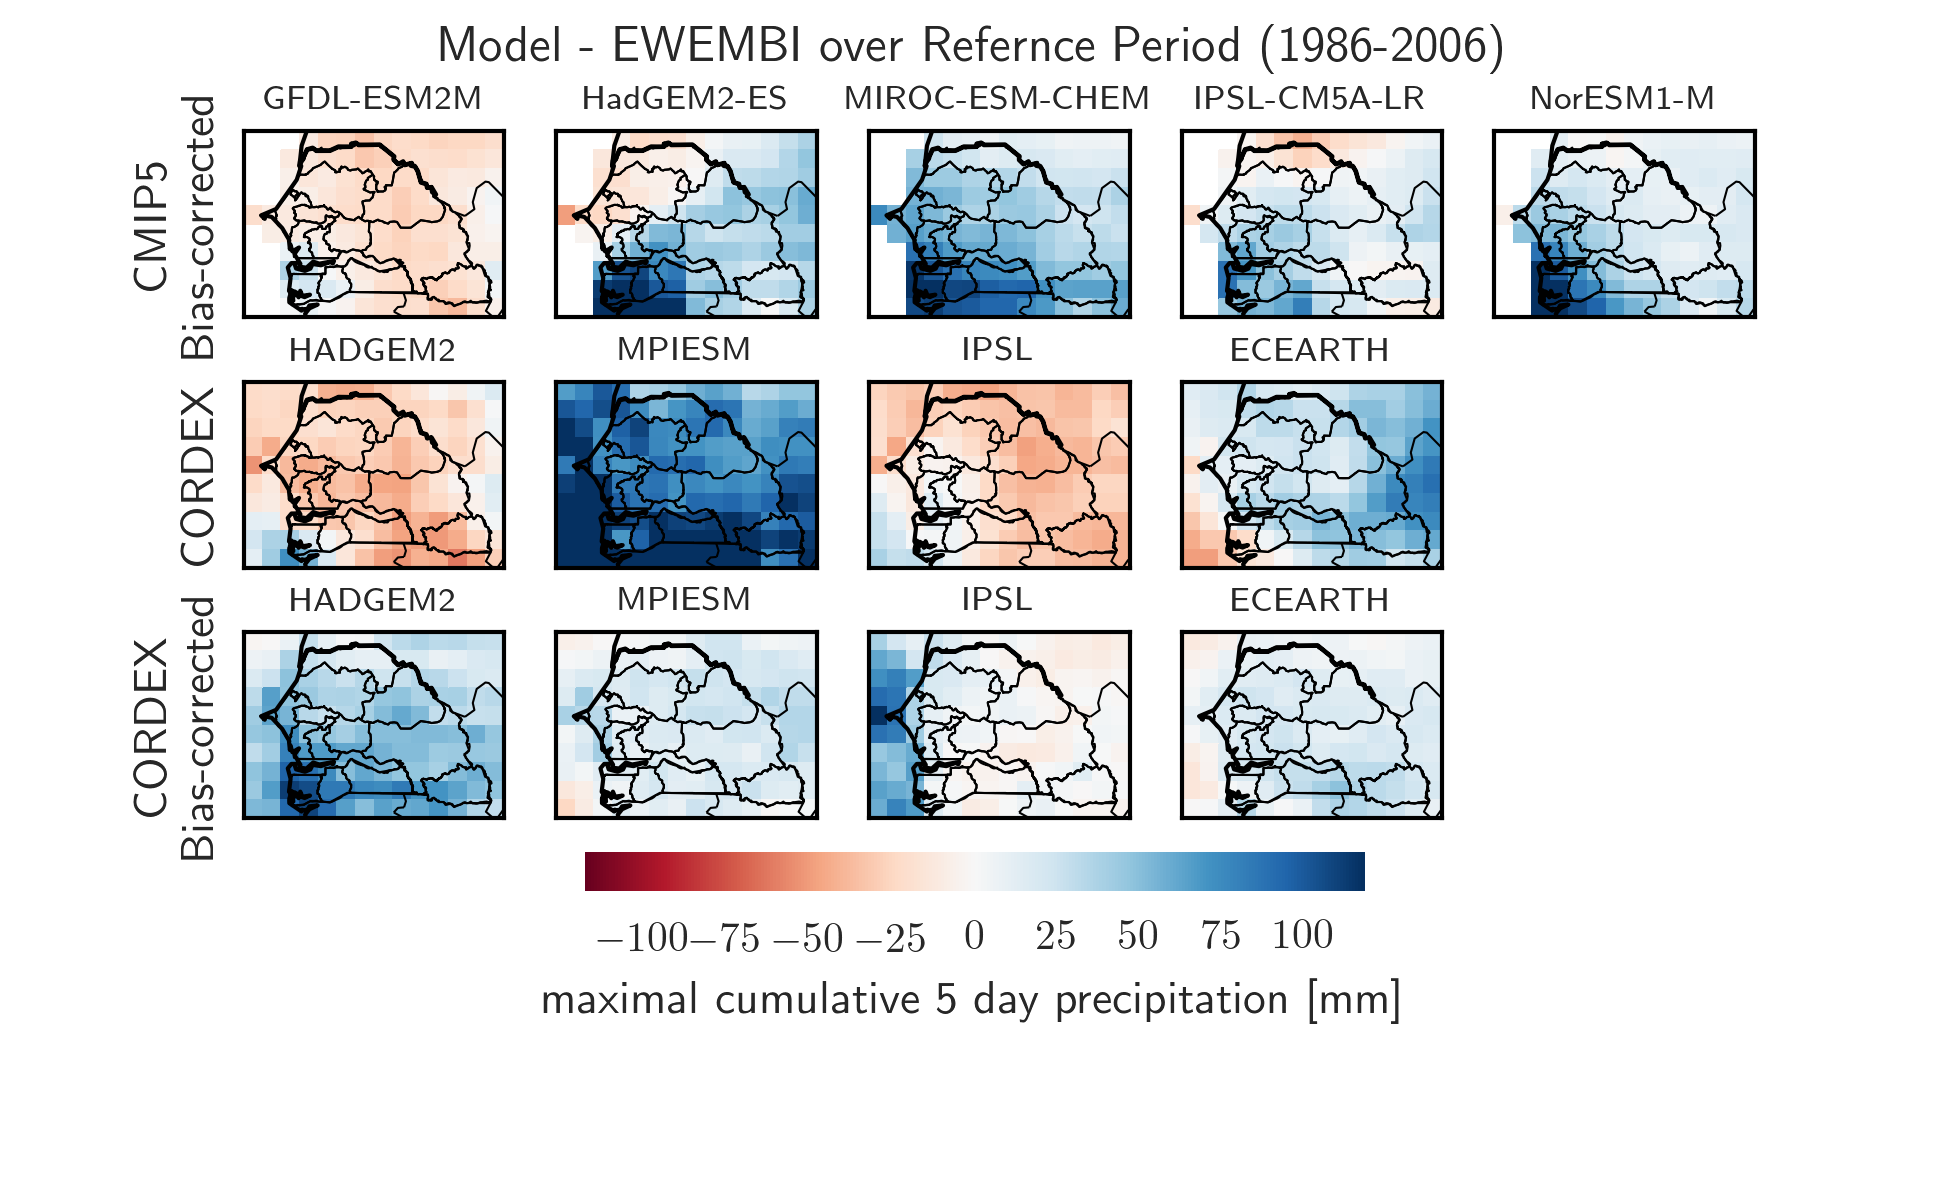 Model - EWEMBI over Refernce Period (1986-2006)
CMIP5
Bias-corrected
GFDL-ESM2M
HadGEM2-ES
MIROC-ESM-CHEM
IPSL-CM5A-LR
NorESM1-M
CORDEX
HADGEM2
MPIESM
IPSL
ECEARTH
CORDEX
Bias-corrected
HADGEM2
MPIESM
IPSL
ECEARTH
−100 −75 −50 −25 0 25 50 75 100
maximal cumulative 5 day precipitation [mm]